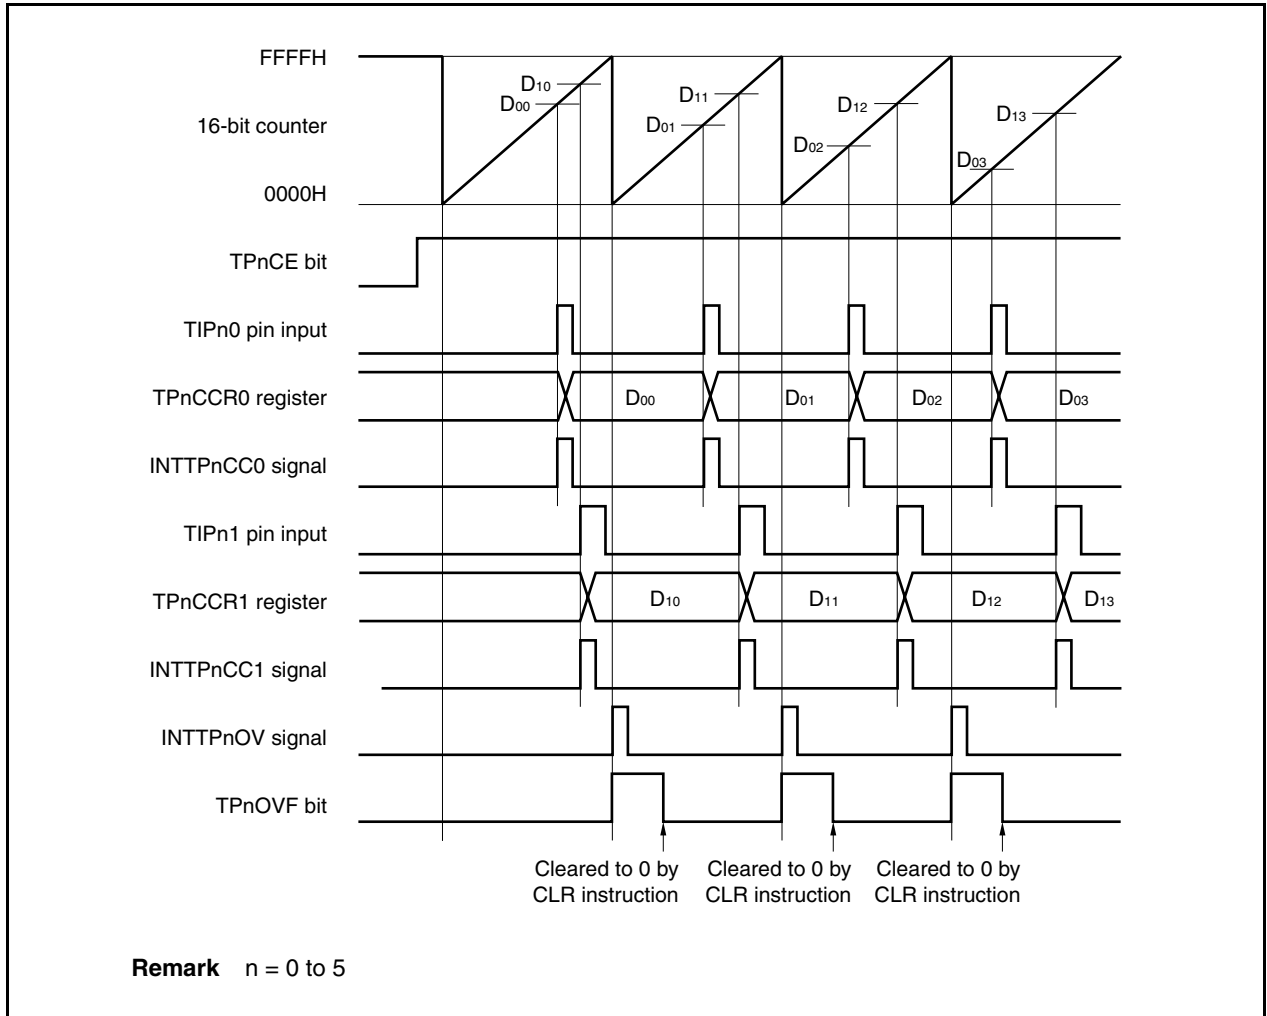 FFFFH
D10
D00
D11
D01
D12
D02
D13
D03
16-bit counter
0000H
TPnCE bit
TIPn0 pin input
TPnCCR0 register
D00
D01
D02
D03
INTTPnCC0 signal
TIPn1 pin input
TPnCCR1 register
D10
D11
D12
D13
INTTPnCC1 signal
INTTPnOV signal
TPnOVF bit
Cleared to 0 by
CLR instruction
Cleared to 0 by
CLR instruction
Cleared to 0 by
CLR instruction
Remark n = 0 to 5